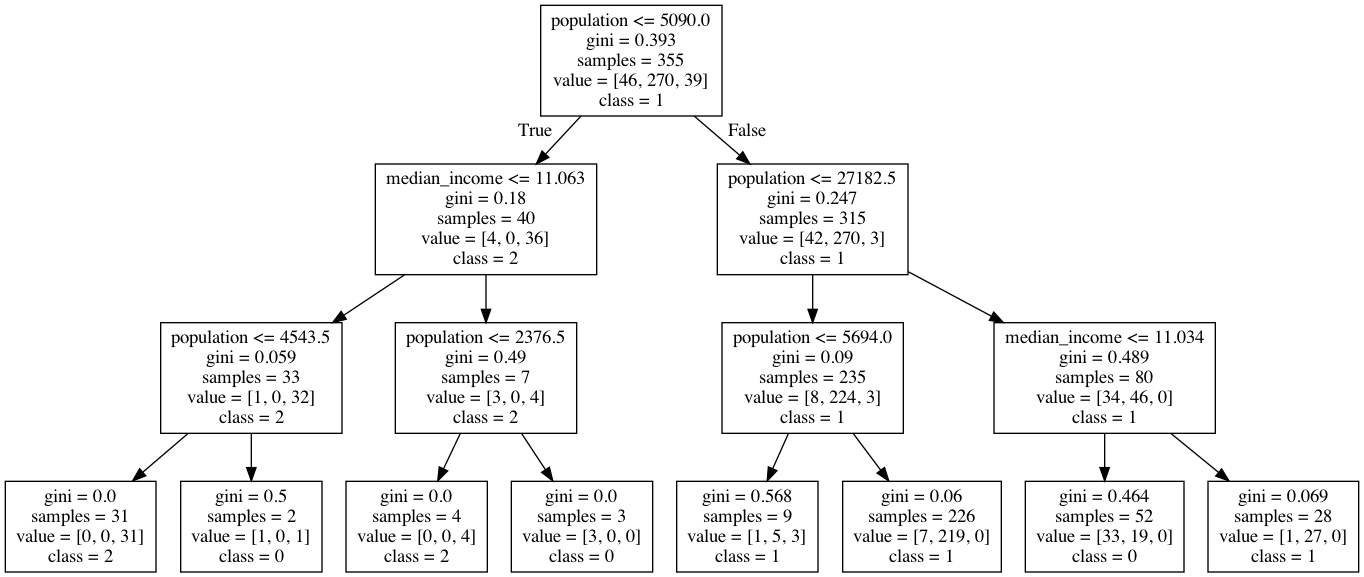 population <= 5090.0
gini = 0.393
samples = 355
value = [46, 270, 39]
class = 1
True
False
median_income <= 11.063
gini = 0.18
samples = 40
value = [4, 0, 36]
class = 2
population <= 27182.5
gini = 0.247
samples = 315
value = [42, 270, 3]
class = 1
population <= 4543.5
gini = 0.059
samples = 33
value = [1, 0, 32]
class = 2
population <= 2376.5
gini = 0.49
samples = 7
value = [3, 0, 4]
class = 2
population <= 5694.0
gini = 0.09
samples = 235
value = [8, 224, 3]
class = 1
median_income <= 11.034
gini = 0.489
samples = 80
value = [34, 46, 0]
class = 1
gini = 0.0
samples = 31
value = [0, 0, 31]
class = 2
gini = 0.5
samples = 2
value = [1, 0, 1]
class = 0
gini = 0.0
samples = 4
value = [0, 0, 4]
class = 2
gini = 0.0
samples = 3
value = [3, 0, 0]
class = 0
gini = 0.568
samples = 9
value = [1, 5, 3]
class = 1
gini = 0.06
samples = 226
value = [7, 219, 0]
class = 1
gini = 0.464
samples = 52
value = [33, 19, 0]
class = 0
gini = 0.069
samples = 28
value = [1, 27, 0]
class = 1